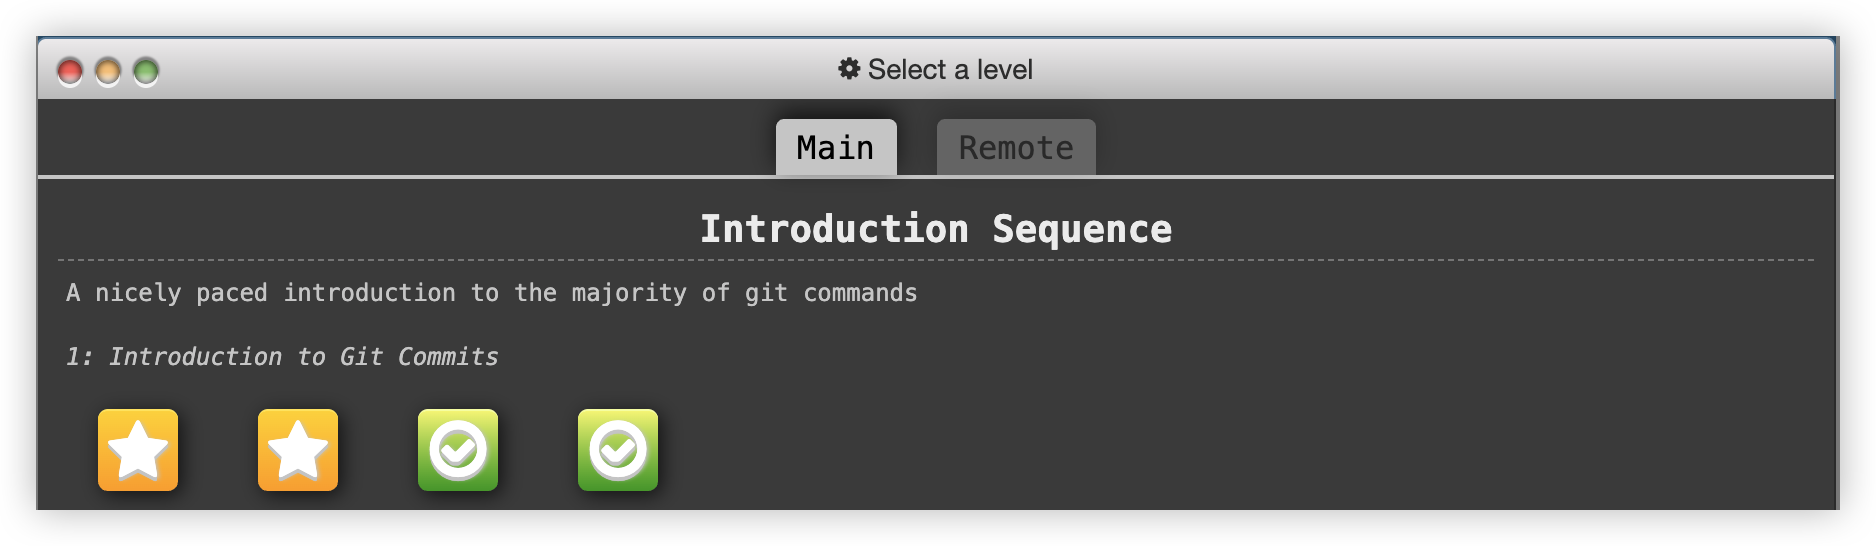 Select a level
Main
Remote
Introduction Sequence
A nicely paced introduction to the majority of git commands
1: Introduction to Git Commits